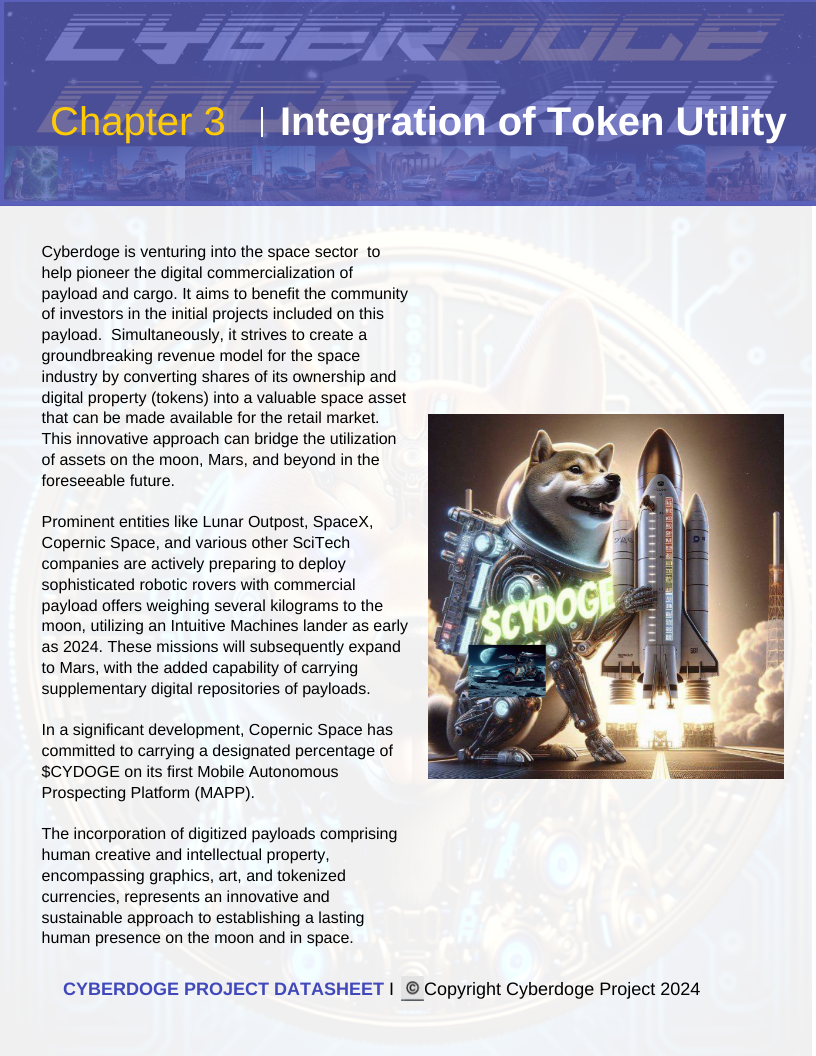 CYBERDOGE
Chapter 3 | Integration of Token Utility
Cyberdoge is venturing into the space sector  to
help pioneer the digital commercialization of
payload and cargo. It aims to benefit the community
of investors in the initial projects included on this
payload.  Simultaneously, it strives to create a
groundbreaking revenue model for the space
industry by converting shares of its ownership and
digital property (tokens) into a valuable space asset
that can be made available for the retail market.
This innovative approach can bridge the utilization
of assets on the moon, Mars, and beyond in the
foreseeable future.
Prominent entities like Lunar Outpost, SpaceX,
Copernic Space, and various other SciTech
companies are actively preparing to deploy
sophisticated robotic rovers with commercial
payload offers weighing several kilograms to the
moon, utilizing an Intuitive Machines lander as early
as 2024. These missions will subsequently expand
to Mars, with the added capability of carrying
supplementary digital repositories of payloads.
In a significant development, Copernic Space has
committed to carrying a designated percentage of
$CYDOGE on its first Mobile Autonomous
Prospecting Platform (MAPP).
The incorporation of digitized payloads comprising
human creative and intellectual property,
encompassing graphics, art, and tokenized
currencies, represents an innovative and
sustainable approach to establishing a lasting
human presence on the moon and in space.
$CYDOGE
CYBERDOGE PROJECT DATASHEET I ©Copyright Cyberdoge Project 2024